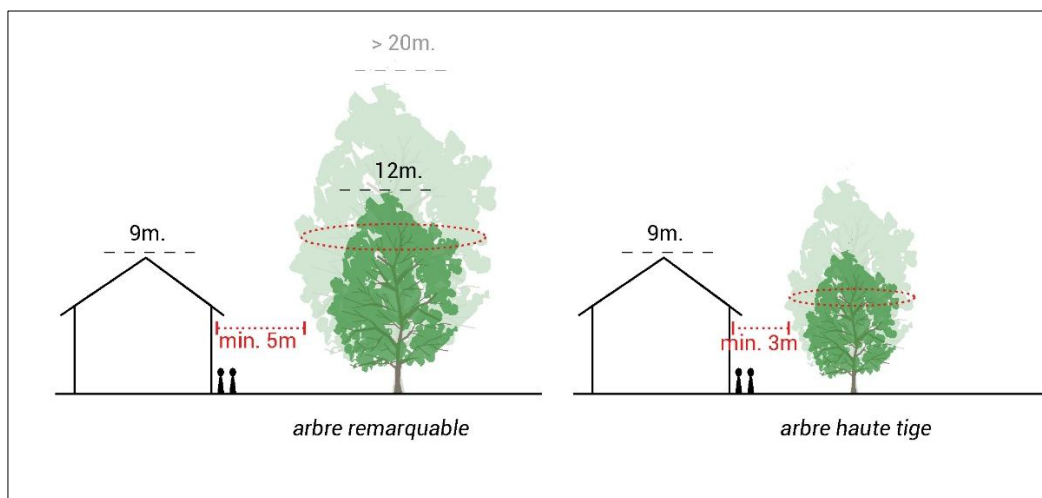 > 20m.
12m.
9m.
min. 5m
arbre remarquable
9m.
min. 3m
arbre haute tige